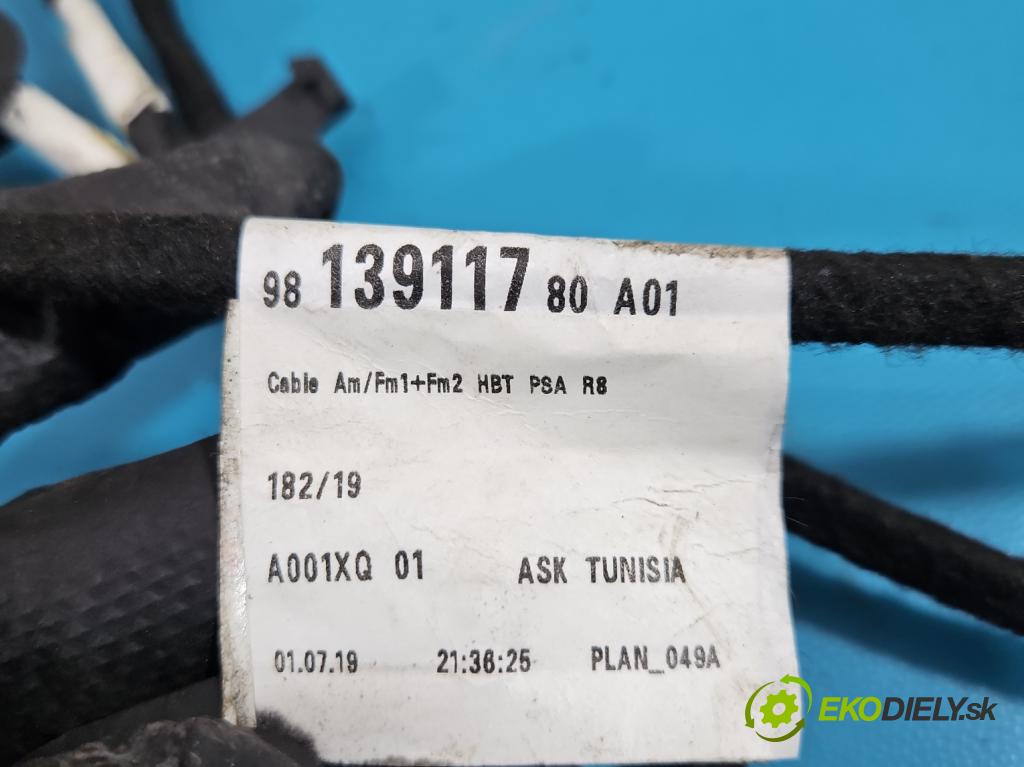 98 139117 80 A01
Cable Am/Fm1+Fm2 HBT PSA R8
182/19
A001XQ 01 ASK TUNISIA
01.07.19 21:36:25 PLAN_049A
EKODIELY.sk